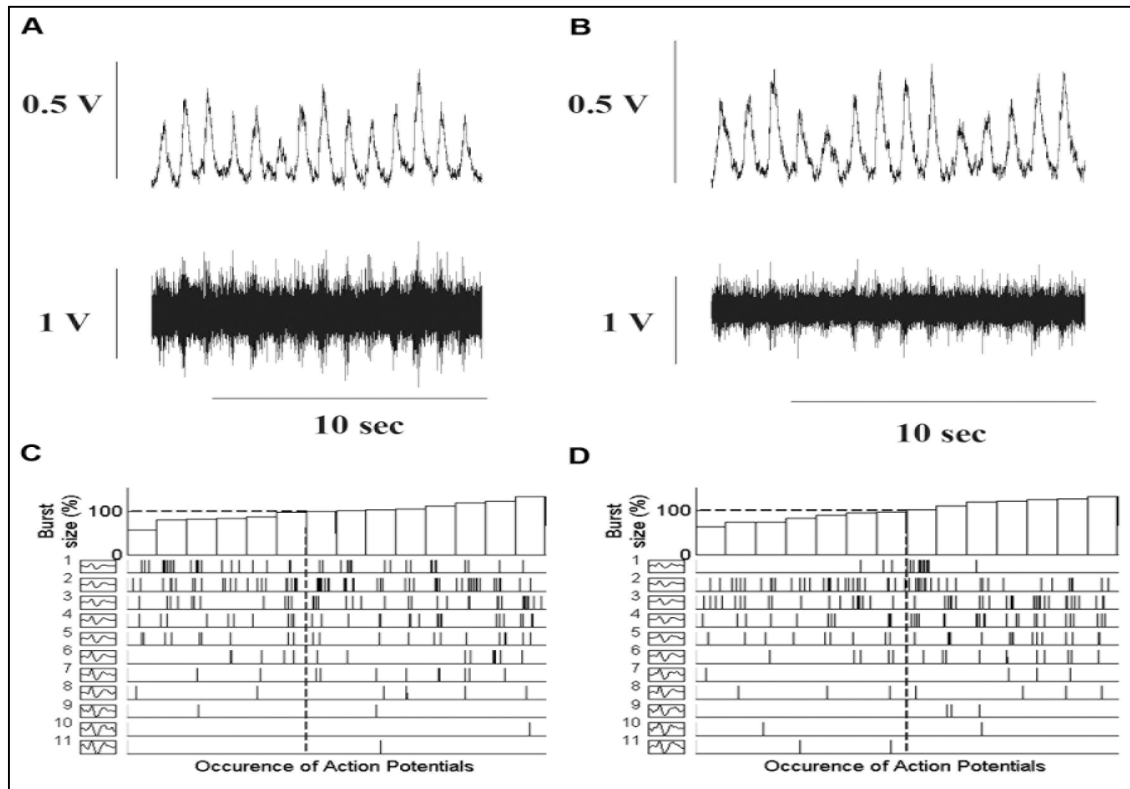 A
B
0.5 V
0.5 V
1 V
1 V
10 sec
10 sec
C
D
Burst
size (%)
100
0
1
2
3
4
5
6
7
8
9
10
11
Occurence of Action Potentials
Burst
size (%)
100
0
1
2
3
4
5
6
7
8
9
10
11
Occurence of Action Potentials